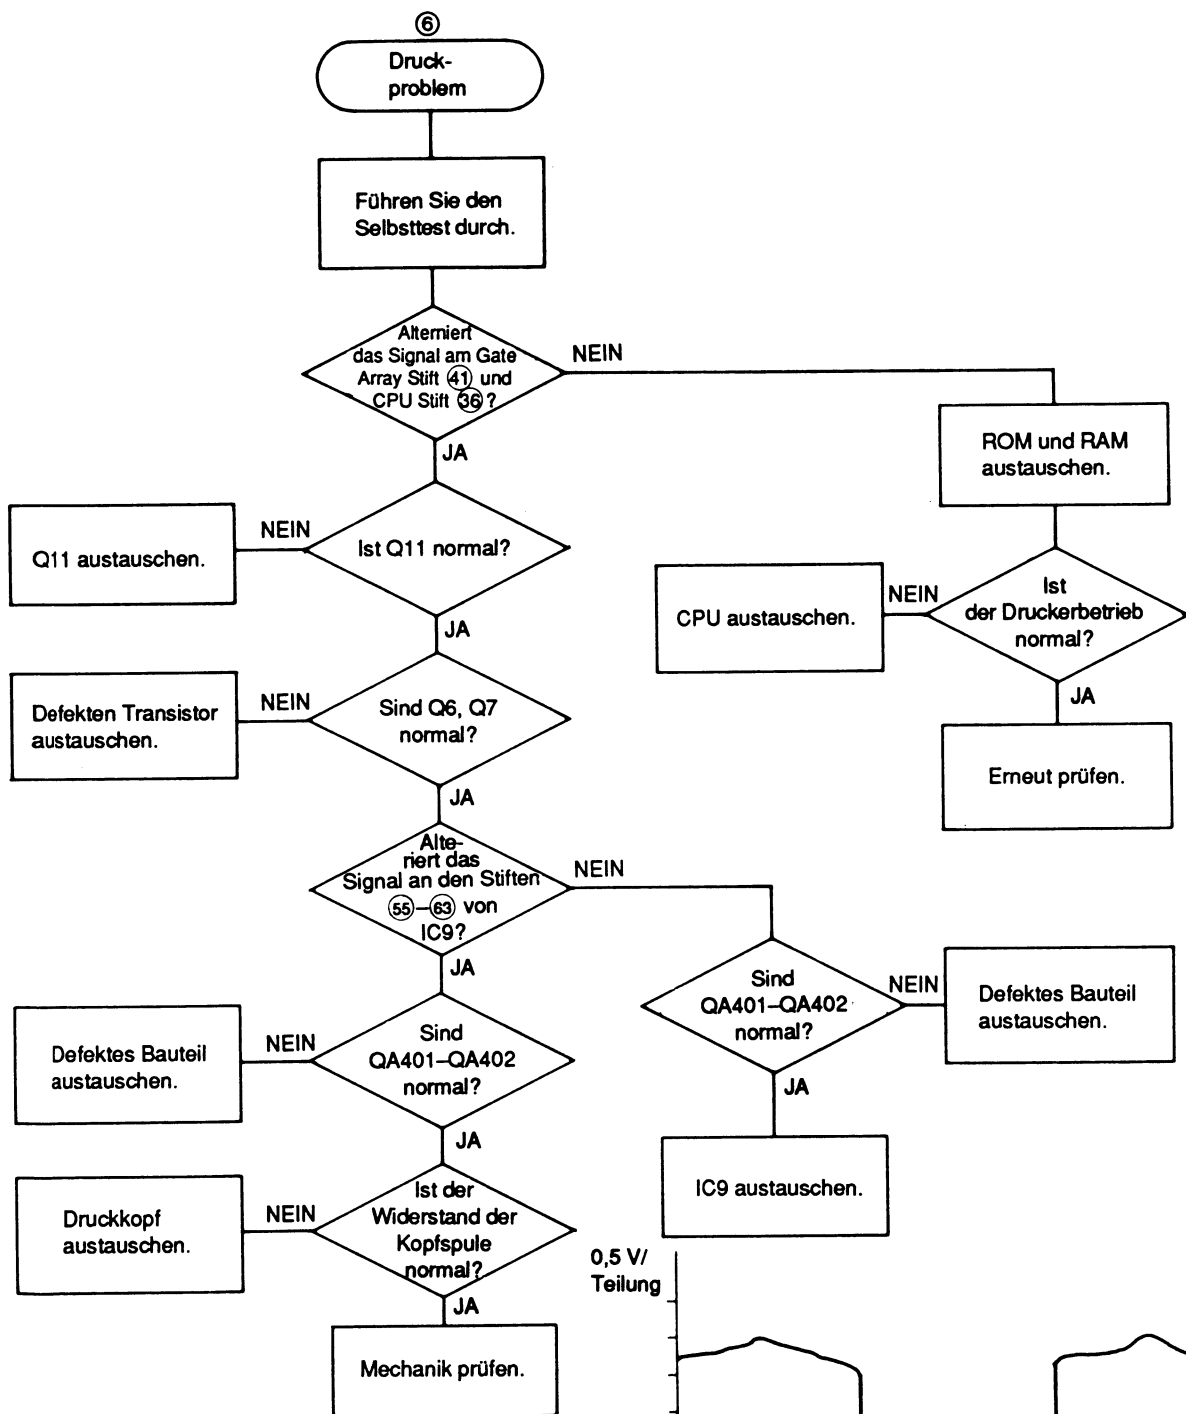 6
Druck-
problem
Führen Sie den
Selbsttest durch.
Alterniert
das Signal am Gate
Array Stift 41 und
CPU Stift 36 ?
NEIN
JA
ROM und RAM
austauschen.
Ist Q11 normal?
NEIN
Q11 austauschen.
JA
Ist
der Druckerbetrieb
normal?
NEIN
CPU austauschen.
JA
Erneut prüfen.
Sind Q6, Q7
normal?
NEIN
Defekten Transistor
austauschen.
JA
Alte-
riert das
Signal an den Stiften
55–63 von
IC9?
NEIN
JA
Sind
QA401–QA402
normal?
NEIN
Defektes Bauteil
austauschen.
JA
IC9 austauschen.
Sind
QA401–QA402
normal?
NEIN
Defektes Bauteil
austauschen.
JA
Ist der
Widerstand der
Kopfspule
normal?
NEIN
Druckkopf
austauschen.
JA
Mechanik prüfen.
0,5 V/
Teilung